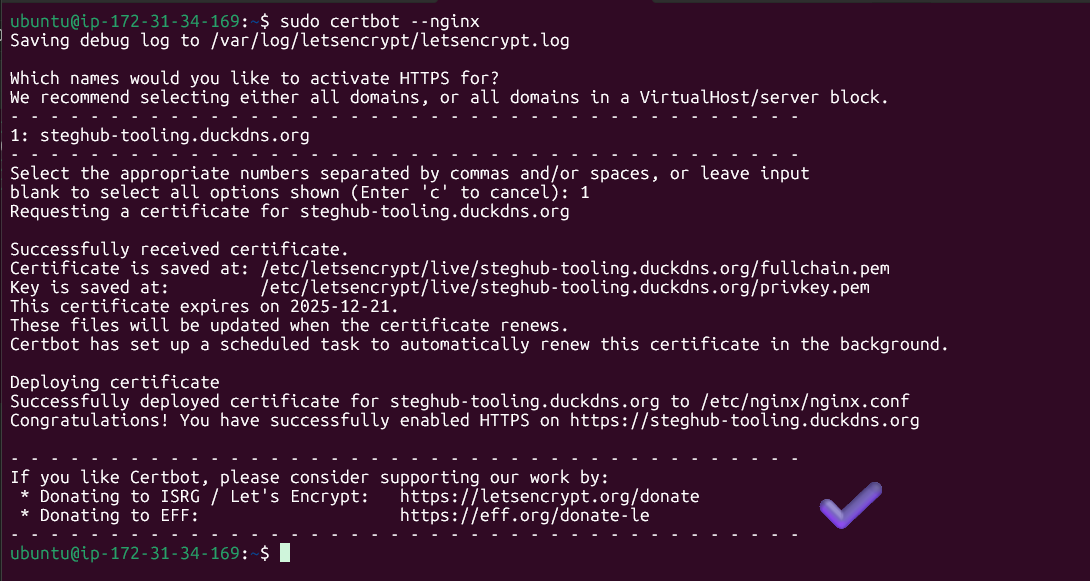 ubuntu@ip-172-31-34-169:~$ sudo certbot --nginx
Saving debug log to /var/log/letsencrypt/letsencrypt.log
Which names would you like to activate HTTPS for?
We recommend selecting either all domains, or all domains in a VirtualHost/server block.
- - - - - - - - - - - - - - - - - - - - - - - - - - - - - - - - - - - - - - - -
1: steghub-tooling.duckdns.org
- - - - - - - - - - - - - - - - - - - - - - - - - - - - - - - - - - - - - - - -
Select the appropriate numbers separated by commas and/or spaces, or leave input
blank to select all options shown (Enter 'c' to cancel): 1
Requesting a certificate for steghub-tooling.duckdns.org
Successfully received certificate.
Certificate is saved at: /etc/letsencrypt/live/steghub-tooling.duckdns.org/fullchain.pem
Key is saved at:         /etc/letsencrypt/live/steghub-tooling.duckdns.org/privkey.pem
This certificate expires on 2025-12-21.
These files will be updated when the certificate renews.
Certbot has set up a scheduled task to automatically renew this certificate in the background.
Deploying certificate
Successfully deployed certificate for steghub-tooling.duckdns.org to /etc/nginx/nginx.conf
Congratulations! You have successfully enabled HTTPS on https://steghub-tooling.duckdns.org
- - - - - - - - - - - - - - - - - - - - - - - - - - - - - - - - - - - - - - - -
If you like Certbot, please consider supporting our work by:
 * Donating to ISRG / Let's Encrypt:   https://letsencrypt.org/donate
 * Donating to EFF:                    https://eff.org/donate-le
- - - - - - - - - - - - - - - - - - - - - - - - - - - - - - - - - - - - - - - -
ubuntu@ip-172-31-34-169:~$